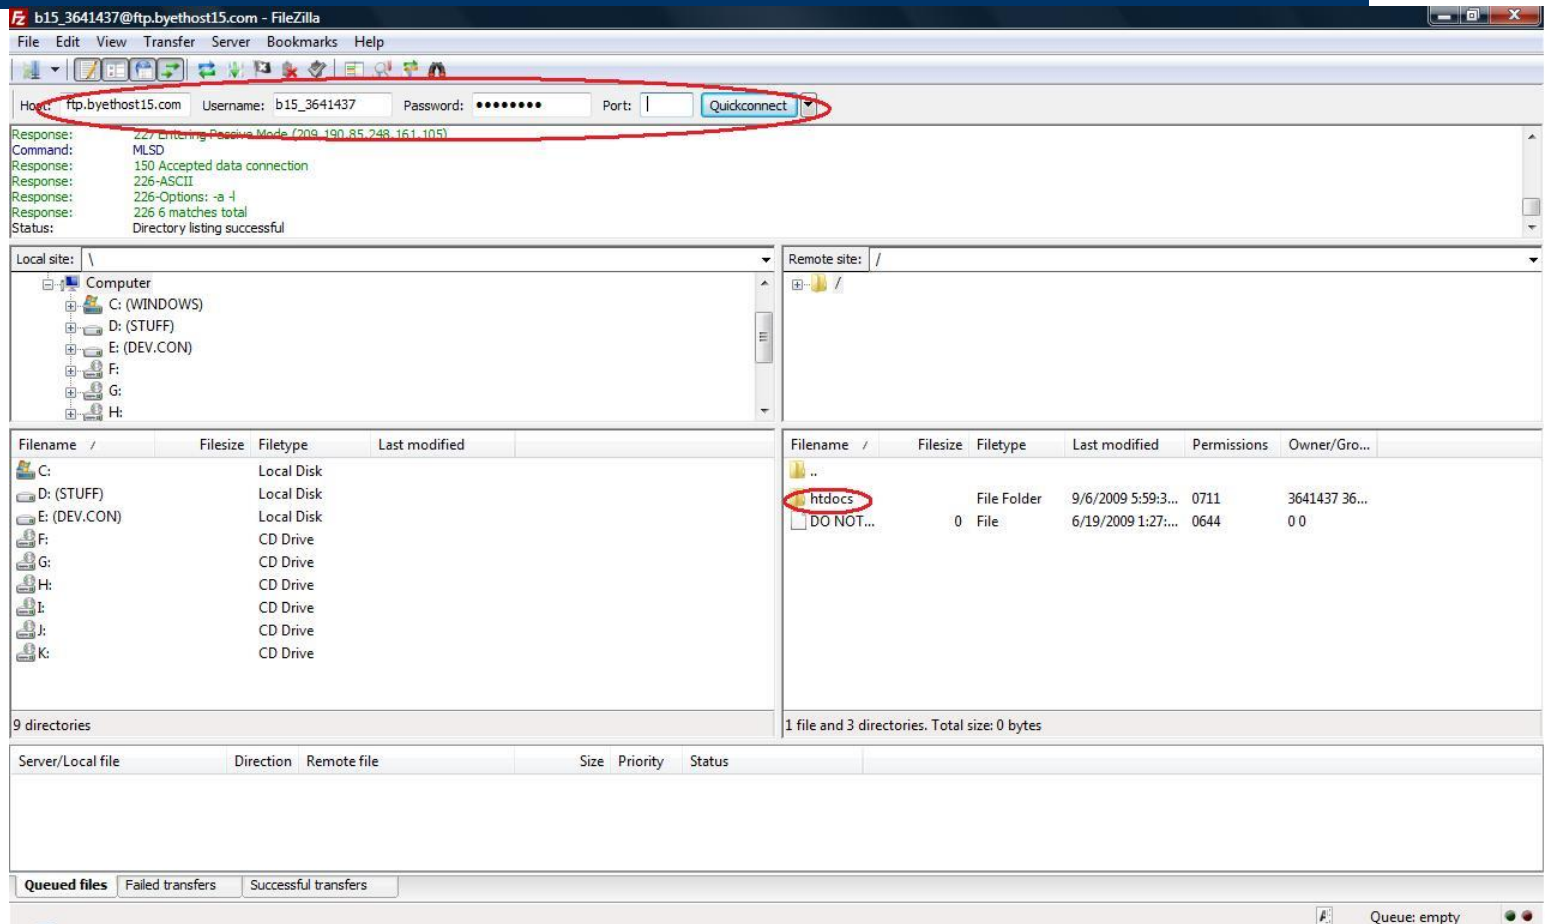 b15_3641437@ftp.byethost15.com - FileZilla
File Edit View Transfer Server Bookmarks Help
Host: ftp.byethost15.com Username: b15_3641437 Password: •••••••• Port: Quickconnect
Response: 227 Entering Passive Mode (209,190,85,248,161,105)
Command: MLSD
Response: 150 Accepted data connection
Response: 226-ASCII
Response: 226-Options: -a -l
Response: 226 6 matches total
Status: Directory listing successful
Local site: \
Remote site: /
Computer
C: (WINDOWS)
D: (STUFF)
E: (DEV.CON)
F:
G:
H:
/
Filename / Filesize Filetype Last modified
C: Local Disk
D: (STUFF) Local Disk
E: (DEV.CON) Local Disk
F: CD Drive
G: CD Drive
H: CD Drive
I: CD Drive
J: CD Drive
K: CD Drive
9 directories
Filename / Filesize Filetype Last modified Permissions Owner/Gro...
..
htdocs File Folder 9/6/2009 5:59:3... 0711 3641437 36...
DO NOT... 0 File 6/19/2009 1:27:... 0644 0 0
1 file and 3 directories. Total size: 0 bytes
Server/Local file Direction Remote file Size Priority Status
Queued files Failed transfers Successful transfers
Queue: empty